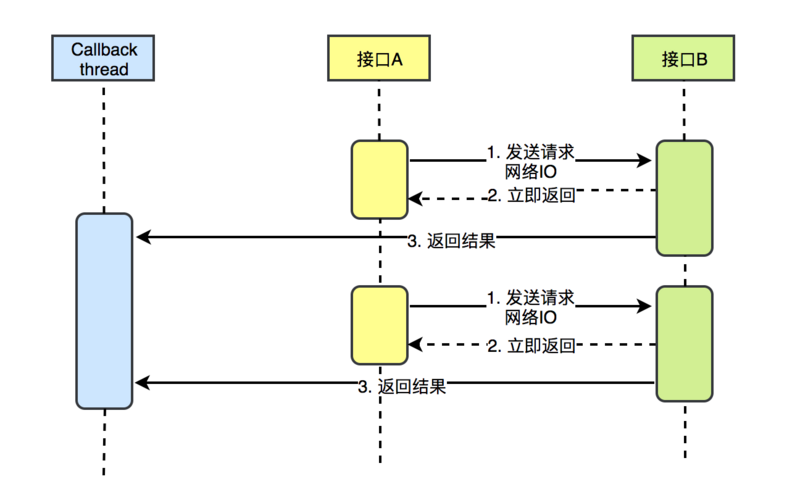 Callback
thread
接口A
接口B
1. 发送请求
网络IO
2. 立即返回
3. 返回结果
1. 发送请求
网络IO
2. 立即返回
3. 返回结果